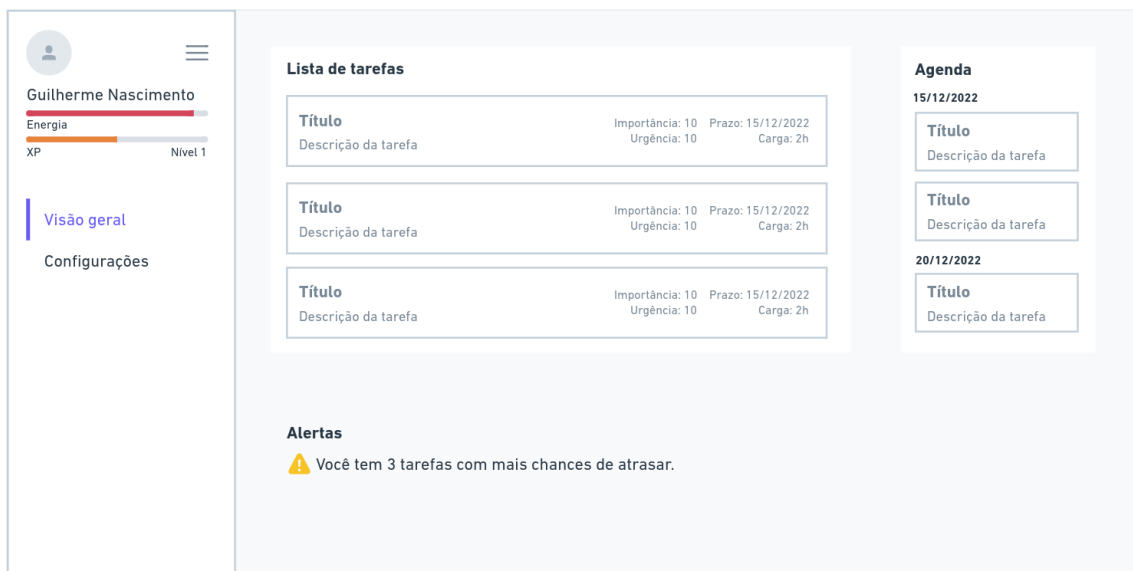 Guilherme Nascimento
Energia
XP Nível 1
Visão geral
Configurações
Lista de tarefas
Título
Descrição da tarefa
Importância: 10 Prazo: 15/12/2022
Urgência: 10 Carga: 2h
Título
Descrição da tarefa
Importância: 10 Prazo: 15/12/2022
Urgência: 10 Carga: 2h
Título
Descrição da tarefa
Importância: 10 Prazo: 15/12/2022
Urgência: 10 Carga: 2h
Agenda
15/12/2022
Título
Descrição da tarefa
Título
Descrição da tarefa
20/12/2022
Título
Descrição da tarefa
Alertas
Você tem 3 tarefas com mais chances de atrasar.